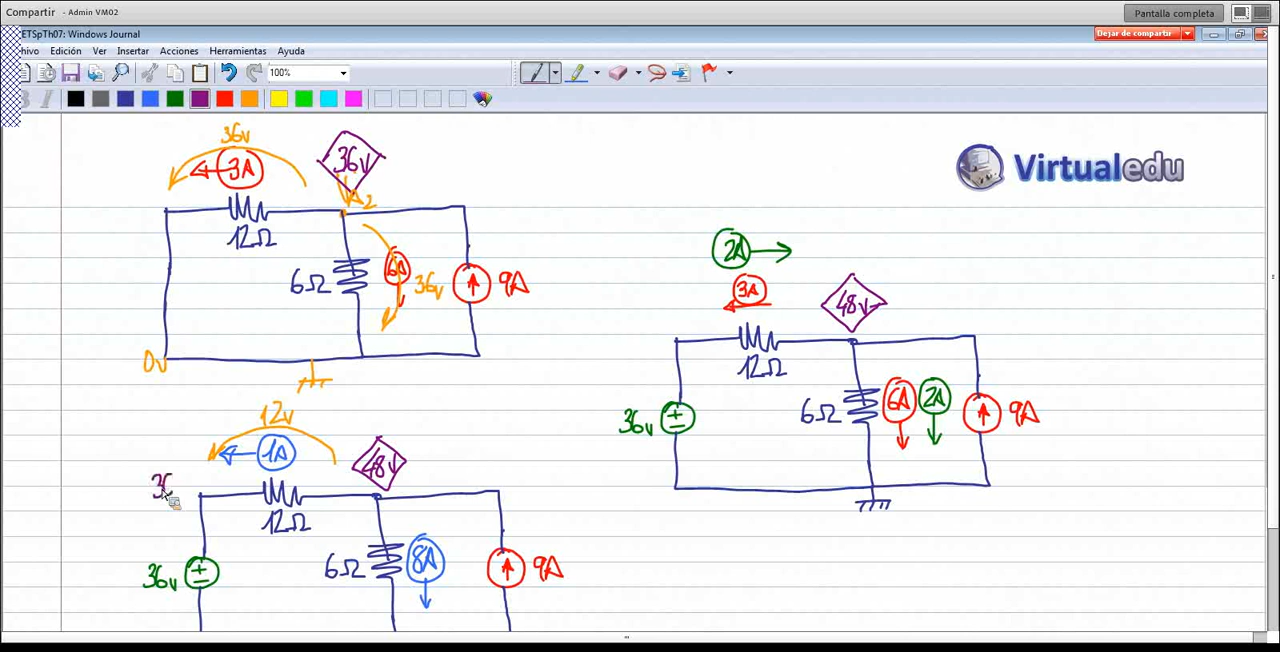 Compartir - Admin VM02
Pantalla completa
ETSpTh07: Windows Journal
Dejar de compartir
hivo Edición Ver Insertar Acciones Herramientas Ayuda
100%
Virtualedu
36v
3A
36v
2
12Ω
6Ω
6A
36v
9A
0v
12v
1A
48v
36
12Ω
36v
+
6Ω
8A
9A
2A
3A
48v
12Ω
36v
+
6Ω
6A
2A
9A